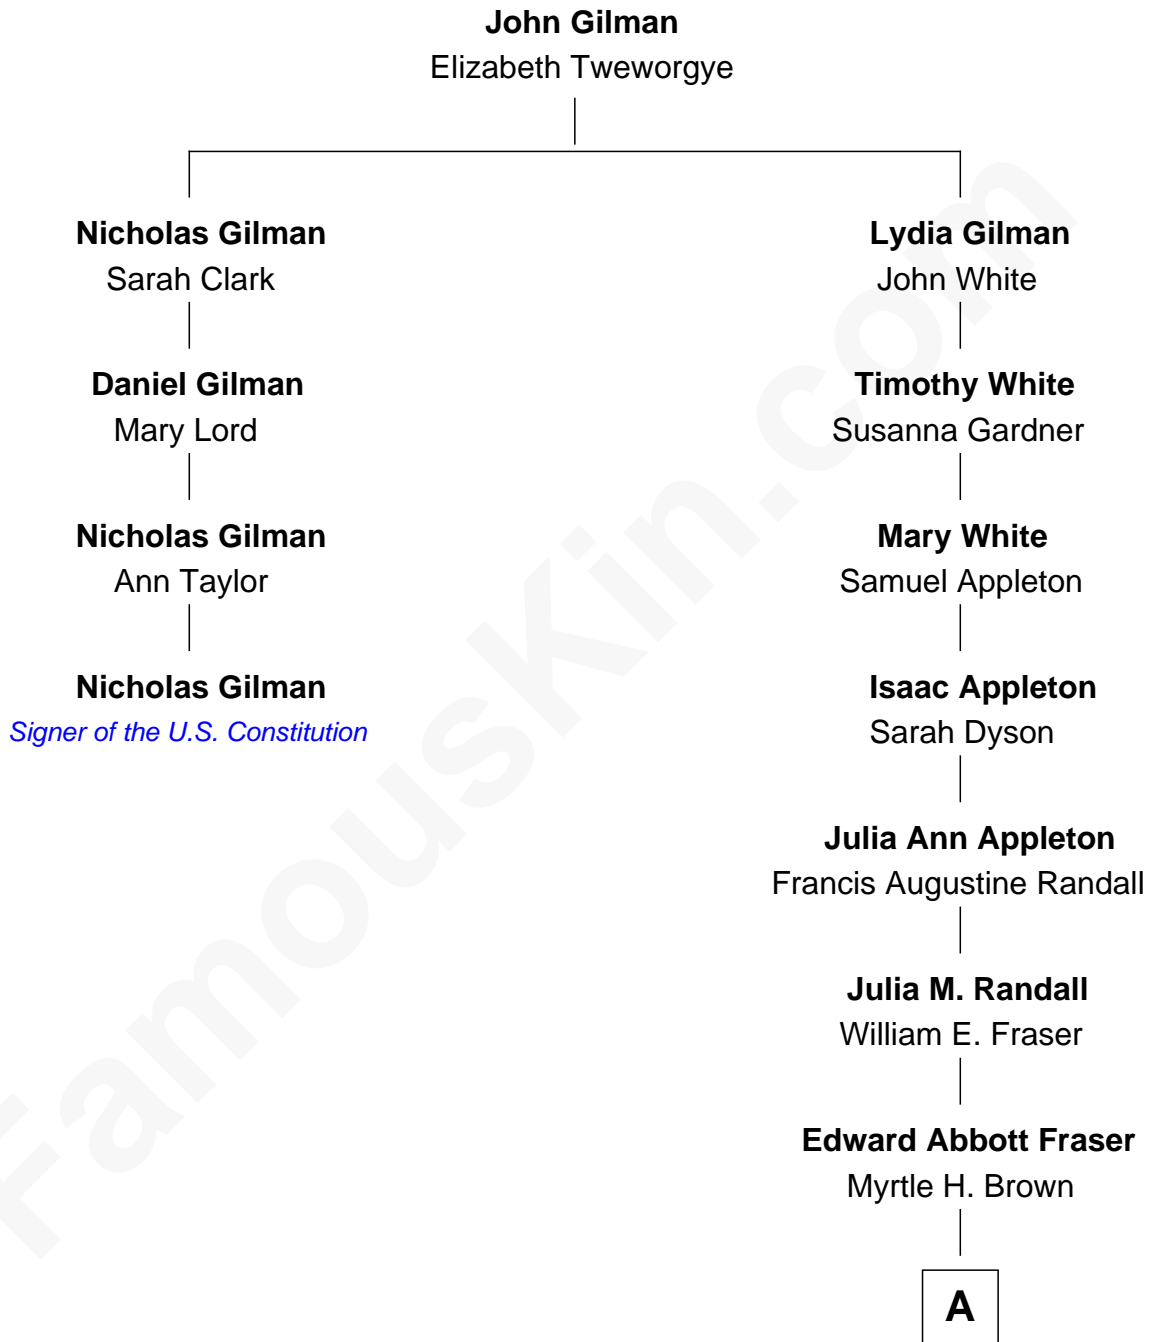 John Gilman
Elizabeth Tweworgye
Nicholas Gilman
Sarah Clark
Daniel Gilman
Mary Lord
Nicholas Gilman
Ann Taylor
Nicholas Gilman
Signer of the U.S. Constitution
Lydia Gilman
John White
Timothy White
Susanna Gardner
Mary White
Samuel Appleton
Isaac Appleton
Sarah Dyson
Julia Ann Appleton
Francis Augustine Randall
Julia M. Randall
William E. Fraser
Edward Abbott Fraser
Myrtle H. Brown
A
FamousKin.com